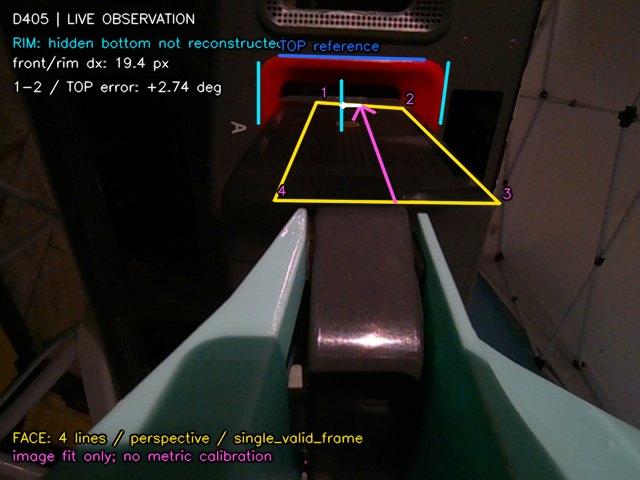 D405 | LIVE OBSERVATION
RIM: hidden bottom not reconstructed
TOP reference
front/rim dx: 19.4 px
1-2 / TOP error: +2.74 deg
1
2
A
4
3
FACE: 4 lines / perspective / single_valid_frame
image fit only; no metric calibration